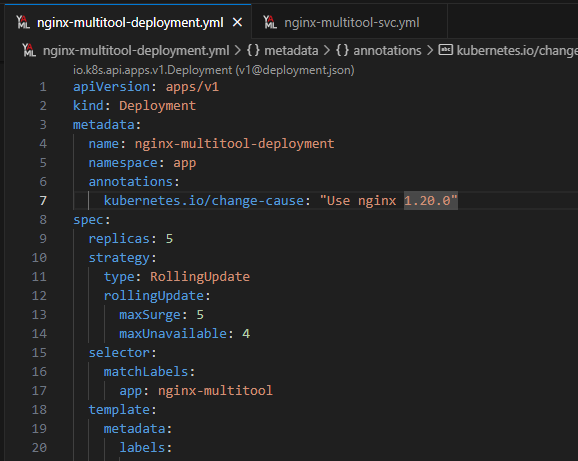 nginx-multitool-deployment.yml × nginx-multitool-svc.yml
nginx-multitool-deployment.yml > {} metadata > {} annotations > kubernetes.io/change
io.k8s.api.apps.v1.Deployment (v1@deployment.json)
1 apiVersion: apps/v1
2 kind: Deployment
3 metadata:
4   name: nginx-multitool-deployment
5   namespace: app
6   annotations:
7     kubernetes.io/change-cause: "Use nginx 1.20.0"
8 spec:
9   replicas: 5
10   strategy:
11     type: RollingUpdate
12     rollingUpdate:
13       maxSurge: 5
14       maxUnavailable: 4
15   selector:
16     matchLabels:
17       app: nginx-multitool
18   template:
19     metadata:
20       labels: